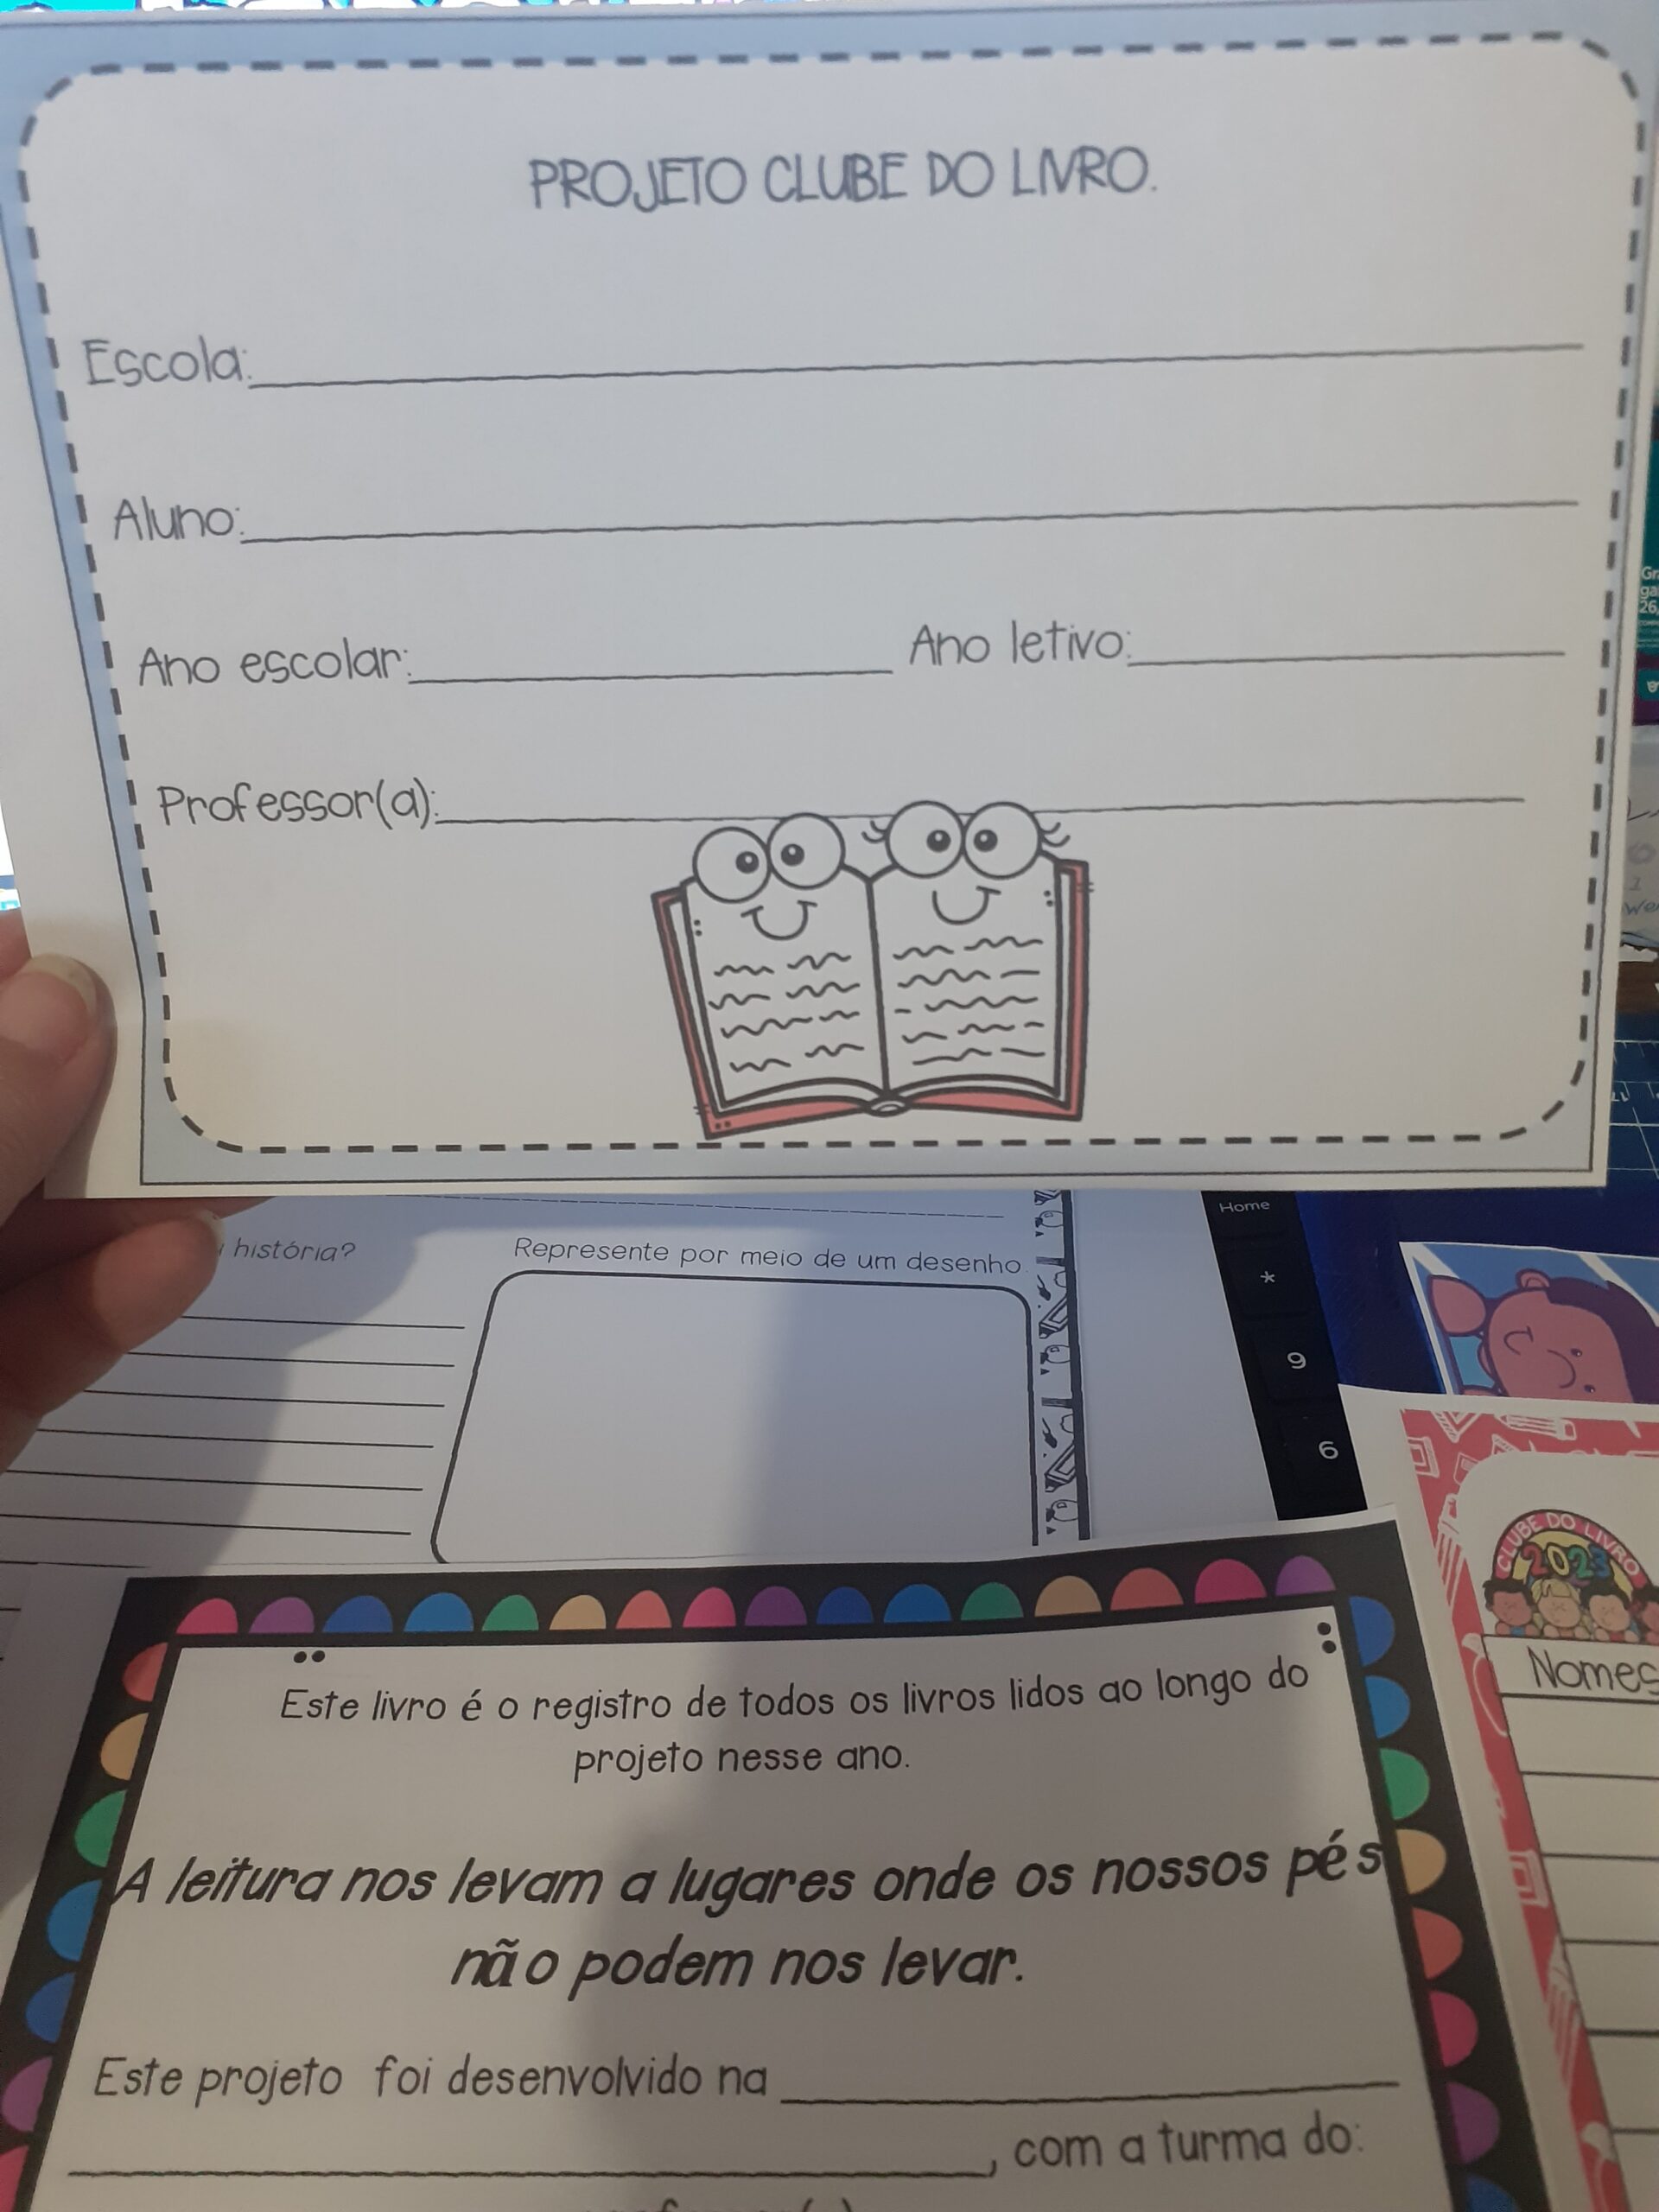 PROJETO CLUBE DO LIVRO.
Escola:
Aluno:
Ano escolar: Ano letivo:
Professor(a):
história? Represente por meio de um desenho
Home
*
9
6
CLUBE DO LIVRO
2023
Nomes
Este livro é o registro de todos os livros lidos ao longo do
projeto nesse ano.
A leitura nos levam a lugares onde os nossos pés
não podem nos levar.
Este projeto foi desenvolvido na
, com a turma do: